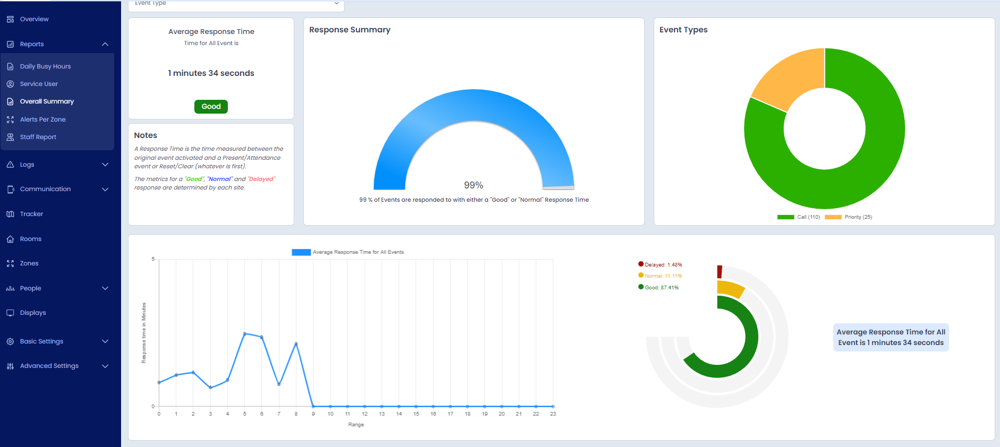 Event Type
Overview
Reports
Daily Busy Hours
Service User
Overall Summary
Alerts Per Zone
Staff Report
Logs
Communication
Tracker
Rooms
Zones
People
Displays
Basic Settings
Advanced Settings
Average Response Time
Time for All Event is
1 minutes 34 seconds
Good
Notes
A Response Time is the time measured between the
original event activated and a Present/Attendance
event or Reset/Clear (whatever is first).
The metrics for a "Good", "Normal" and "Delayed"
response are determined by each site.
Response Summary
99%
99 % of Events are responded to with either a "Good" or "Normal" Response Time
Event Types
Call (110) Priority (25)
Average Response Time for All Events
5
0
Response time in Minutes
0 1 2 3 4 5 6 7 8 9 10 11 12 13 14 15 16 17 18 19 20 21 22 23
Range
Delayed: 1.48%
Normal: 11.11%
Good: 87.41%
Average Response Time for All
Event is 1 minutes 34 seconds